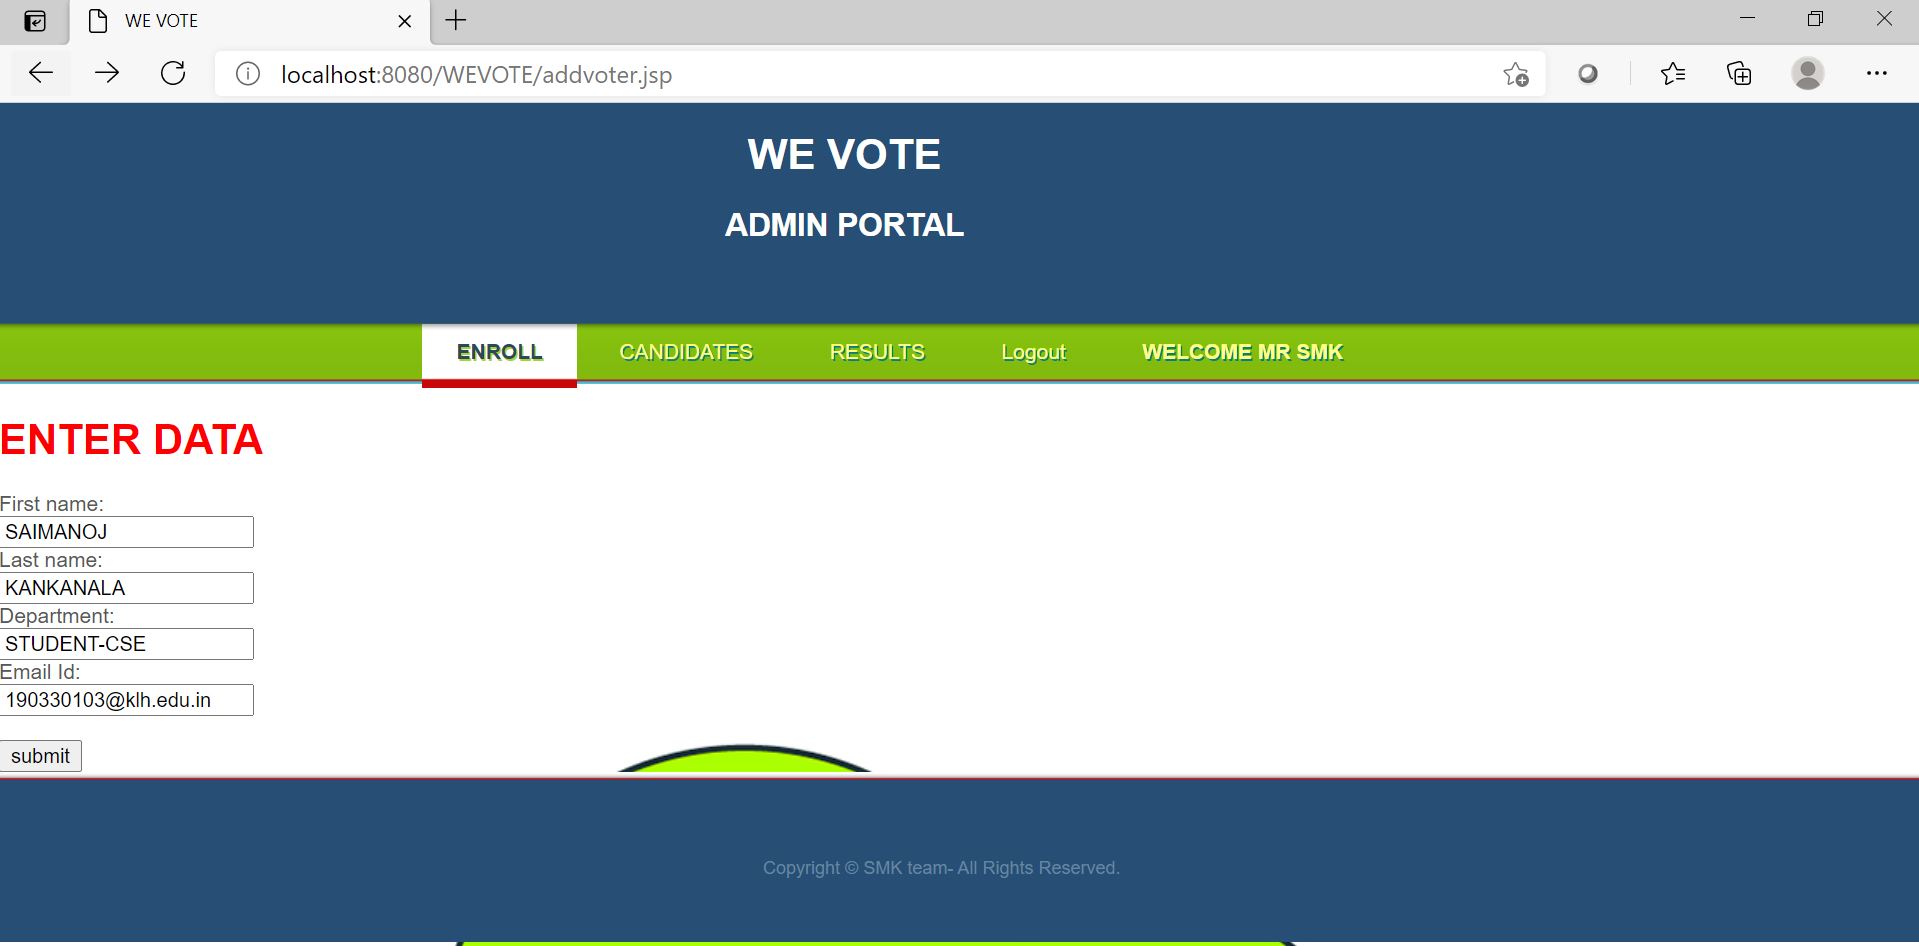 WE VOTE
localhost:8080/WEVOTE/addvoter.jsp
WE VOTE
ADMIN PORTAL
ENROLL CANDIDATES RESULTS Logout WELCOME MR SMK
ENTER DATA
First name:
SAIMANOJ
Last name:
KANKANALA
Department:
STUDENT-CSE
Email Id:
190330103@klh.edu.in
submit
Copyright © SMK team- All Rights Reserved.